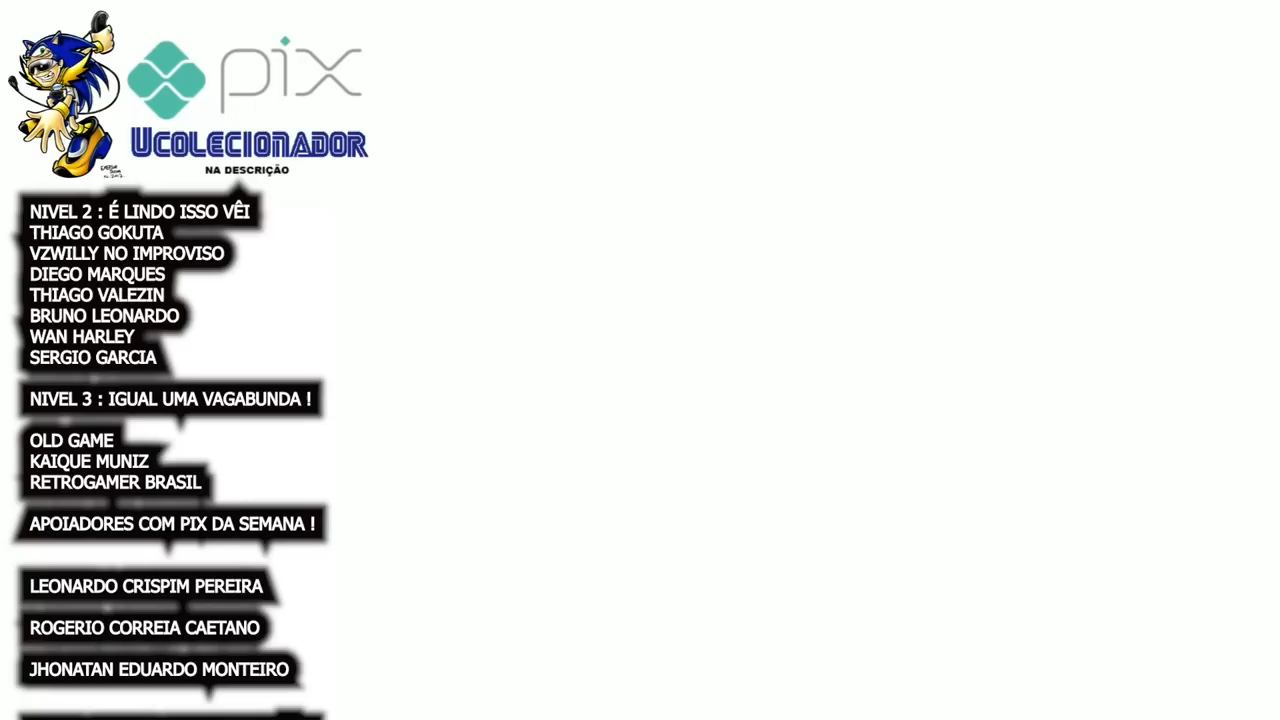 pix
UCOLECIONADOR
NA DESCRIÇÃO
NIVEL 2 : É LINDO ISSO VÊI
THIAGO GOKUTA
VZWILLY NO IMPROVISO
DIEGO MARQUES
THIAGO VALEZIN
BRUNO LEONARDO
WAN HARLEY
SERGIO GARCIA
NIVEL 3 : IGUAL UMA VAGABUNDA !
OLD GAME
KAIQUE MUNIZ
RETROGAMER BRASIL
APOIADORES COM PIX DA SEMANA !
LEONARDO CRISPIM PEREIRA
ROGERIO CORREIA CAETANO
JHONATAN EDUARDO MONTEIRO